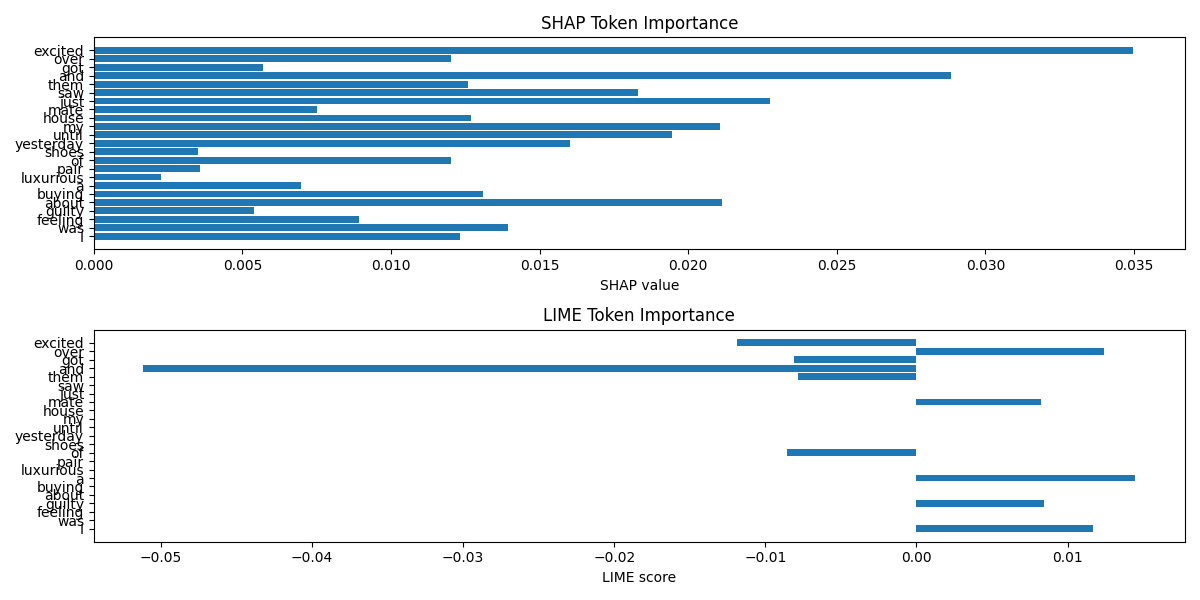 SHAP Token Importance
excited
over
got
and
them
saw
just
mate
house
my
until
yesterday
shoes
of
pair
luxurious
a
buying
about
guilty
feeling
was
I
0.000 0.005 0.010 0.015 0.020 0.025 0.030 0.035
SHAP value
LIME Token Importance
excited
over
got
and
them
saw
just
mate
house
my
until
yesterday
shoes
of
pair
luxurious
a
buying
about
guilty
feeling
was
I
−0.05 −0.04 −0.03 −0.02 −0.01 0.00 0.01
LIME score